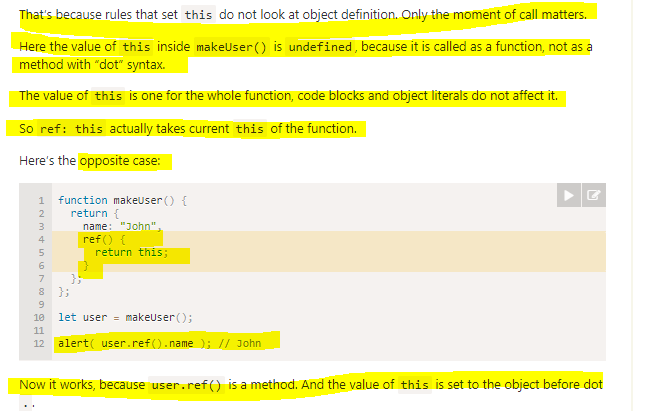 That's because rules that set this do not look at object definition. Only the moment of call matters.
Here the value of this inside makeUser() is undefined, because it is called as a function, not as a
method with “dot” syntax.
The value of this is one for the whole function, code blocks and object literals do not affect it.
So ref: this actually takes current this of the function.
Here's the opposite case:
1 function makeUser() {
2   return {
3     name: "John",
4     ref() {
5       return this;
6     }
7   };
8 };
9
10 let user = makeUser();
11
12 alert( user.ref().name ); // John
Now it works, because user.ref() is a method. And the value of this is set to the object before dot
. .